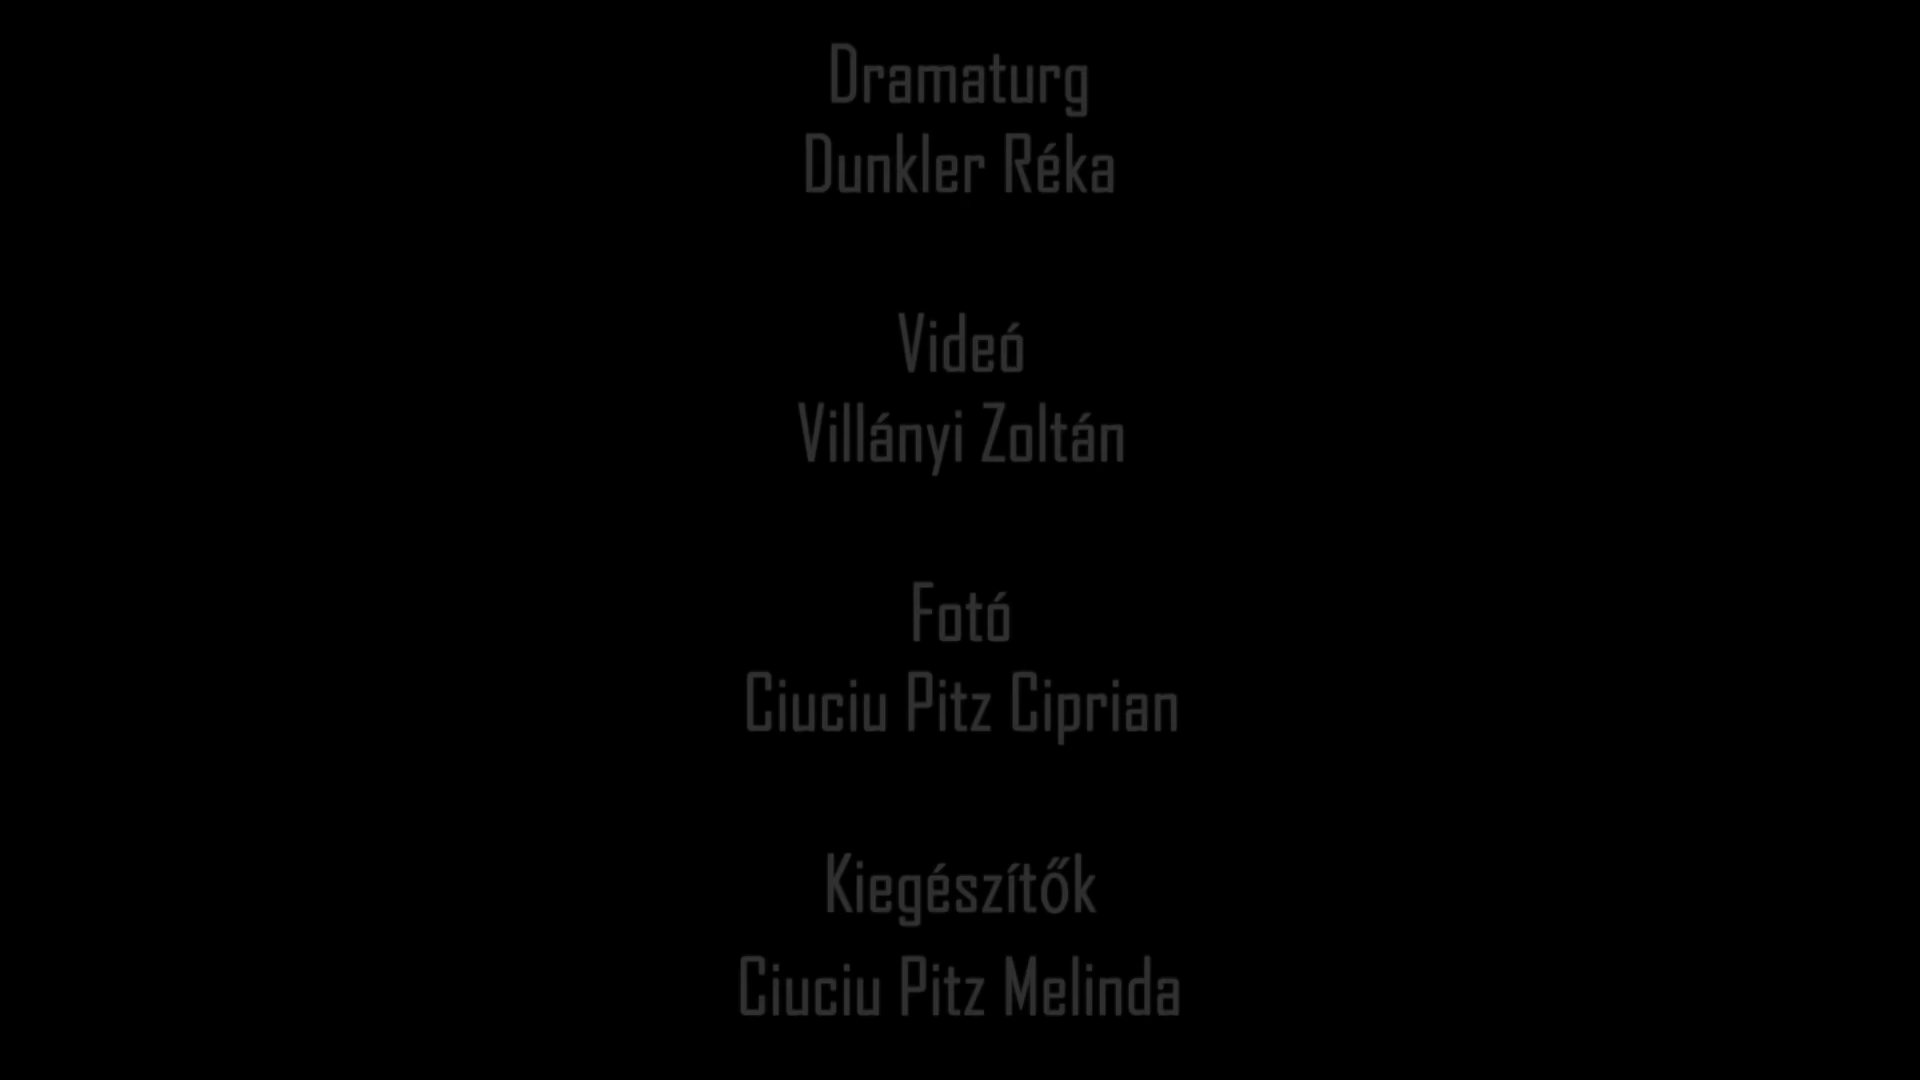 Dramaturg
Dunkler Réka
Videó
Villányi Zoltán
Fotó
Ciuciu Pitz Ciprian
Kiegészítők
Ciuciu Pitz Melinda